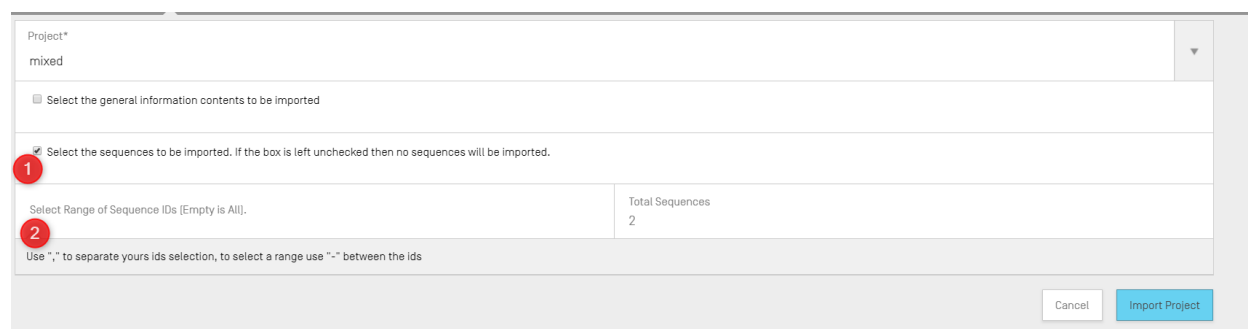 Project*
mixed
Select the general information contents to be imported
Select the sequences to be imported. If the box is left unchecked then no sequences will be imported.
1
Select Range of Sequence IDs (Empty is All).
Total Sequences
2
2
Use "," to separate yours ids selection, to select a range use "-" between the ids
Cancel
Import Project